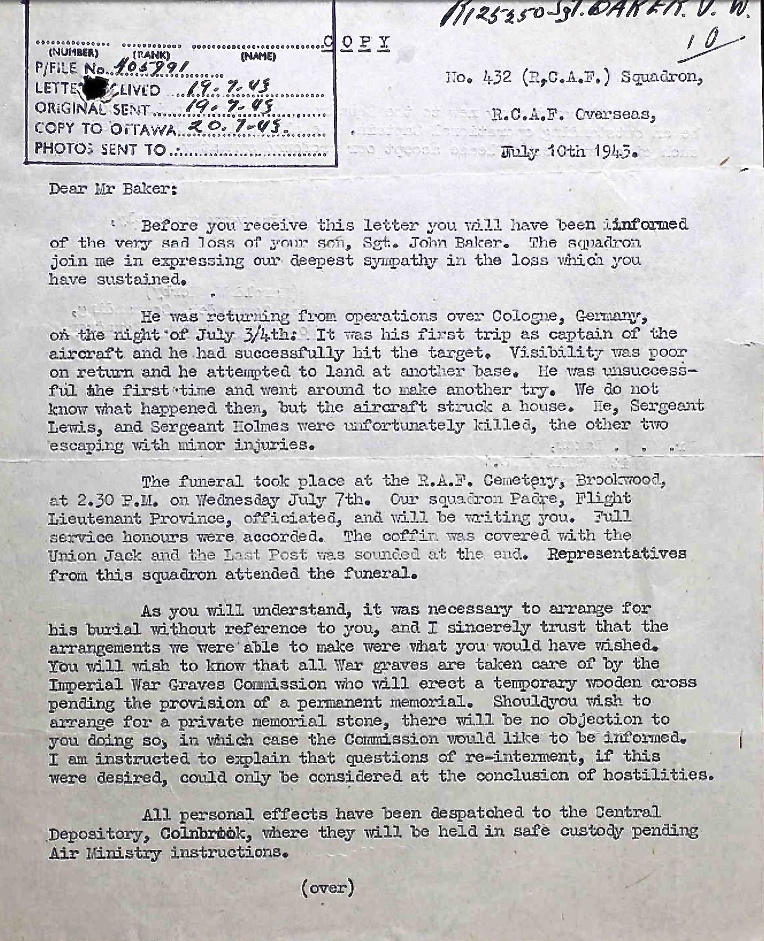 R125350 Sgt. BAKER. J. W.
10
COPY
(NUMBER) (RANK) (NAME)
P/FILE No. 405791
LETTE LIVED 19.7.43
ORIGINAL SENT 19.7.43
COPY TO OTTAWA 20.7.43.
PHOTOS SENT TO
No. 432 (R.C.A.F.) Squadron,
R.C.A.F. Overseas,
July 10th 1943.
Dear Mr Baker:
Before you receive this letter you will have been iinformed
of the very sad loss of your son, Sgt. John Baker. The squadron
join me in expressing our deepest sympathy in the loss which you
have sustained.
He was returning from operations over Cologne, Germany,
on the night of July 3/4th. It was his first trip as captain of the
aircraft and he had successfully hit the target. Visibility was poor
on return and he attempted to land at another base. He was unsuccess-
ful the first time and went around to make another try. We do not
know what happened then, but the aircraft struck a house. He, Sergeant
Lewis, and Sergeant Holmes were unfortunately killed, the other two
escaping with minor injuries.
The funeral took place at the R.A.F. Cemetery, Brookwood,
at 2.30 P.M. on Wednesday July 7th. Our squadron Padre, Flight
Lieutenant Province, officiated, and will be writing you. Full
service honours were accorded. The coffin was covered with the
Union Jack and the Last Post was sounded at the end. Representatives
from this squadron attended the funeral.
As you will understand, it was necessary to arrange for
his burial without reference to you, and I sincerely trust that the
arrangements we were able to make were what you would have wished.
You will wish to know that all War graves are taken care of by the
Imperial War Graves Commission who will erect a temporary wooden cross
pending the provision of a permanent memorial. Shouldyou wish to
arrange for a private memorial stone, there will be no objection to
you doing so, in which case the Commission would like to be informed.
I am instructed to explain that questions of re-interment, if this
were desired, could only be considered at the conclusion of hostilities.
All personal effects have been despatched to the Central
Depository, Colnbrook, where they will be held in safe custody pending
Air Ministry instructions.
(over)